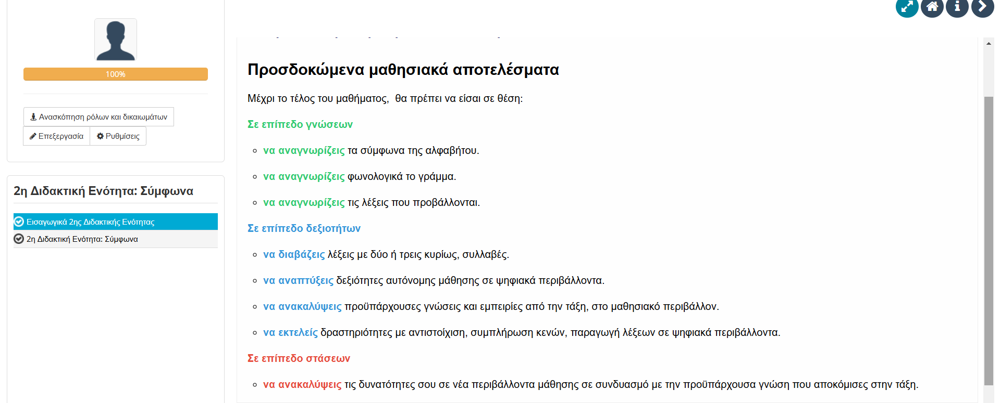 100%
Ανασκόπηση ρόλων και δικαιωμάτων
Επεξεργασία
Ρυθμίσεις
2η Διδακτική Ενότητα: Σύμφωνα
Εισαγωγικά 2ης Διδακτικής Ενότητας
2η Διδακτική Ενότητα: Σύμφωνα
Προσδοκώμενα μαθησιακά αποτελέσματα
Μέχρι το τέλος του μαθήματος,  θα πρέπει να είσαι σε θέση:
Σε επίπεδο γνώσεων
να αναγνωρίζεις τα σύμφωνα της αλφαβήτου.
να αναγνωρίζεις φωνολογικά το γράμμα.
να αναγνωρίζεις τις λέξεις που προβάλλονται.
Σε επίπεδο δεξιοτήτων
να διαβάζεις λέξεις με δύο ή τρεις κυρίως, συλλαβές.
να αναπτύξεις δεξιότητες αυτόνομης μάθησης σε ψηφιακά περιβάλλοντα.
να ανακαλύψεις προϋπάρχουσες γνώσεις και εμπειρίες από την τάξη, στο μαθησιακό περιβάλλον.
να εκτελείς δραστηριότητες με αντιστοίχιση, συμπλήρωση κενών, παραγωγή λέξεων σε ψηφιακά περιβάλλοντα.
Σε επίπεδο στάσεων
να ανακαλύψεις τις δυνατότητες σου σε νέα περιβάλλοντα μάθησης σε συνδυασμό με την προϋπάρχουσα γνώση που αποκόμισες στην τάξη.